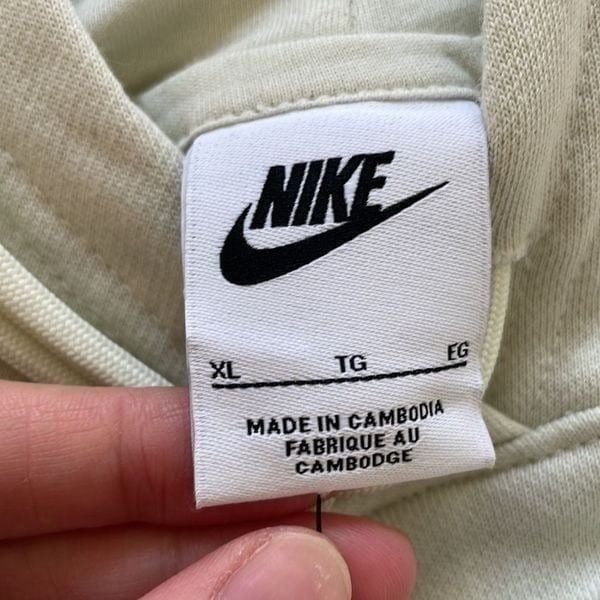 NIKE
XL TG EG
MADE IN CAMBODIA
FABRIQUE AU
CAMBODGE